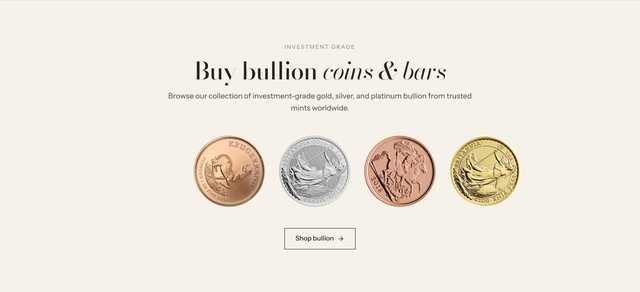 INVESTMENT GRADE
Buy bullion coins & bars
Browse our collection of investment-grade gold, silver, and platinum bullion from trusted
mints worldwide.
KRUGERRAND
Shop bullion →